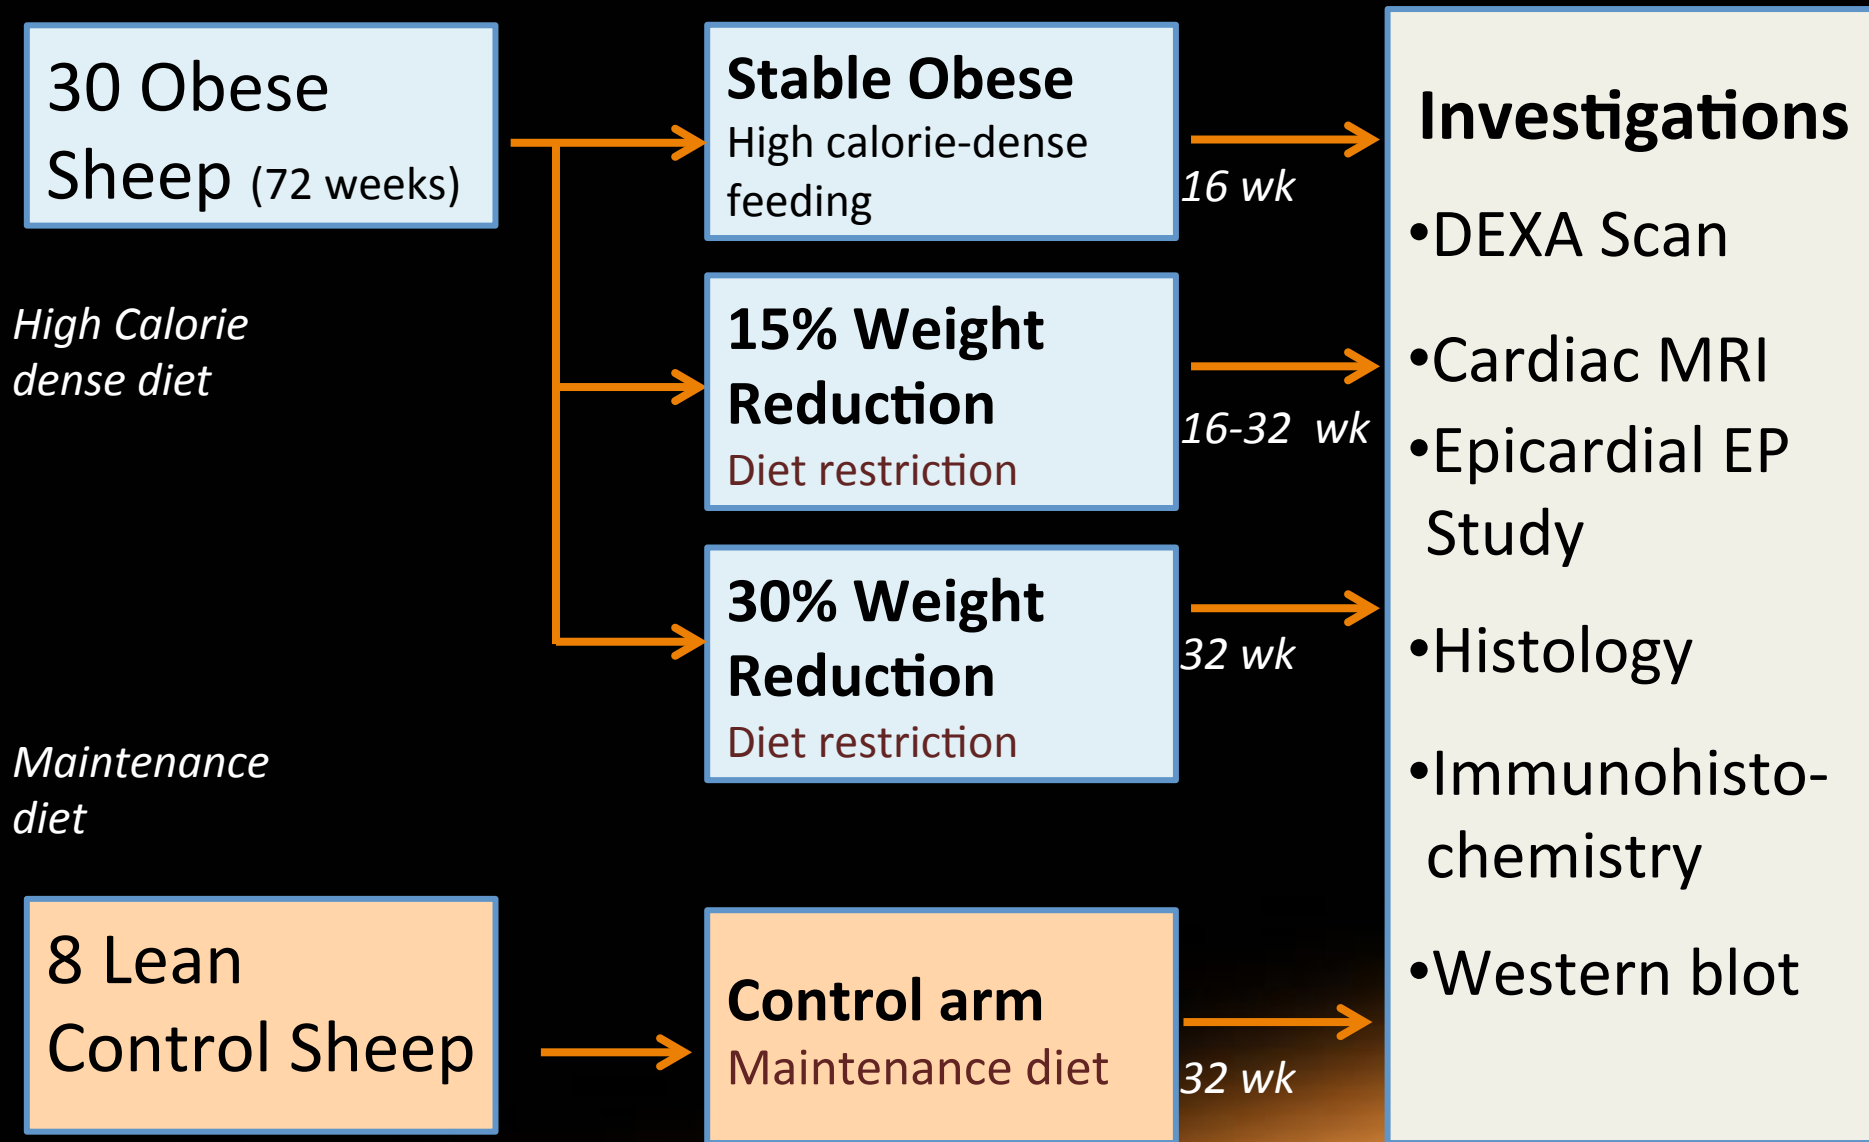 30 Obese
Sheep (72 weeks)
High Calorie
dense diet
Maintenance
diet
8 Lean
Control Sheep
Stable Obese
High calorie-dense
feeding
16 wk
15% Weight
Reduction
Diet restriction
16-32 wk
30% Weight
Reduction
Diet restriction
32 wk
Control arm
Maintenance diet
32 wk
Investigations
•DEXA Scan
•Cardiac MRI
•Epicardial EP
Study
•Histology
•Immunohisto-
chemistry
•Western blot